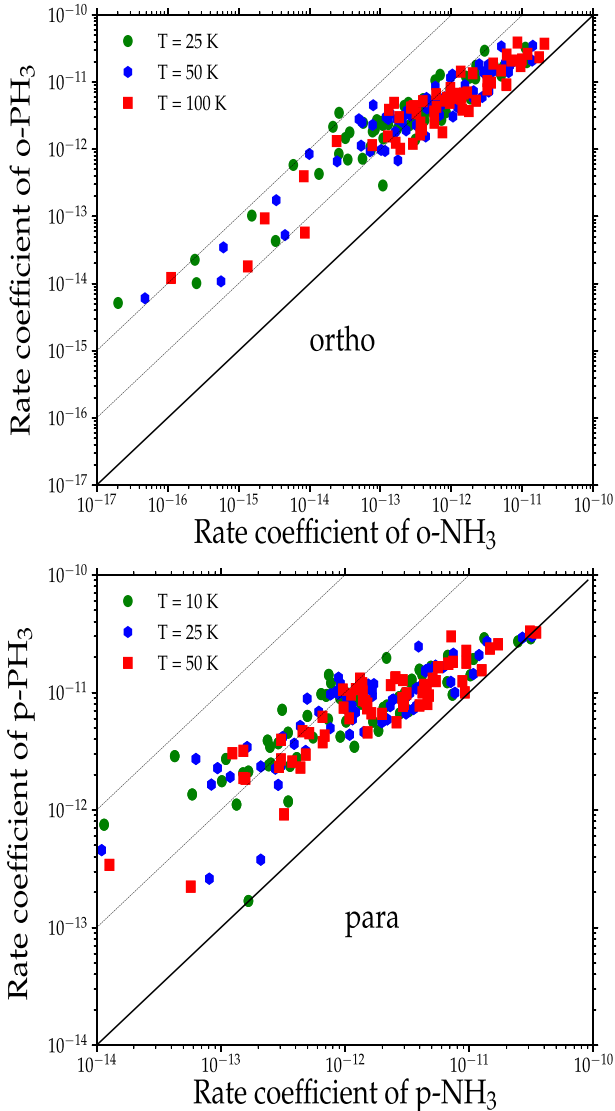 10⁻¹⁰
T = 25 K
T = 50 K
T = 100 K
10⁻¹¹
10⁻¹²
10⁻¹³
10⁻¹⁴
10⁻¹⁵
10⁻¹⁶
10⁻¹⁷
Rate coefficient of o-PH₃
ortho
10⁻¹⁷ 10⁻¹⁶ 10⁻¹⁵ 10⁻¹⁴ 10⁻¹³ 10⁻¹² 10⁻¹¹ 10⁻¹⁰
Rate coefficient of o-NH₃
10⁻¹⁰
T = 10 K
T = 25 K
T = 50 K
10⁻¹¹
10⁻¹²
10⁻¹³
10⁻¹⁴
Rate coefficient of p-PH₃
para
10⁻¹⁴ 10⁻¹³ 10⁻¹² 10⁻¹¹ 10⁻¹⁰
Rate coefficient of p-NH₃